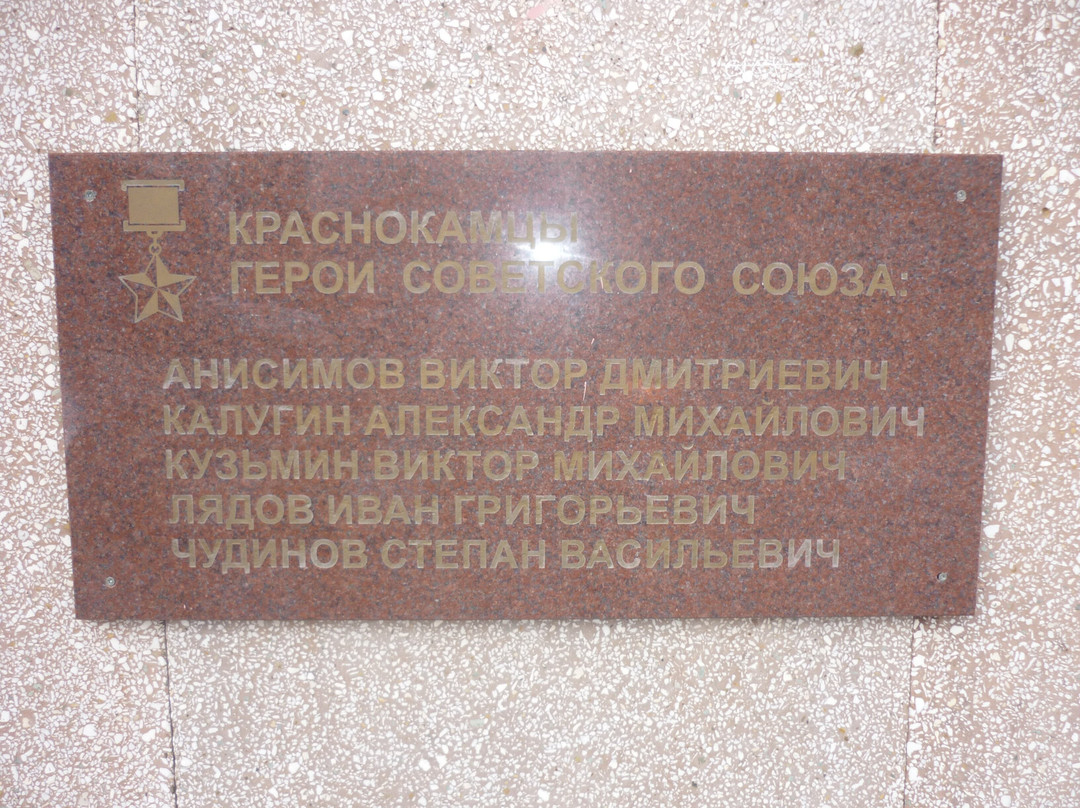 КРАСНОКАМЦЫ
ГЕРОИ СОВЕТСКОГО СОЮЗА:
АНИСИМОВ ВИКТОР ДМИТРИЕВИЧ
КАЛУГИН АЛЕКСАНДР МИХАЙЛОВИЧ
КУЗЬМИН ВИКТОР МИХАЙЛОВИЧ
ЛЯДОВ ИВАН ГРИГОРЬЕВИЧ
ЧУДИНОВ СТЕПАН ВАСИЛЬЕВИЧ